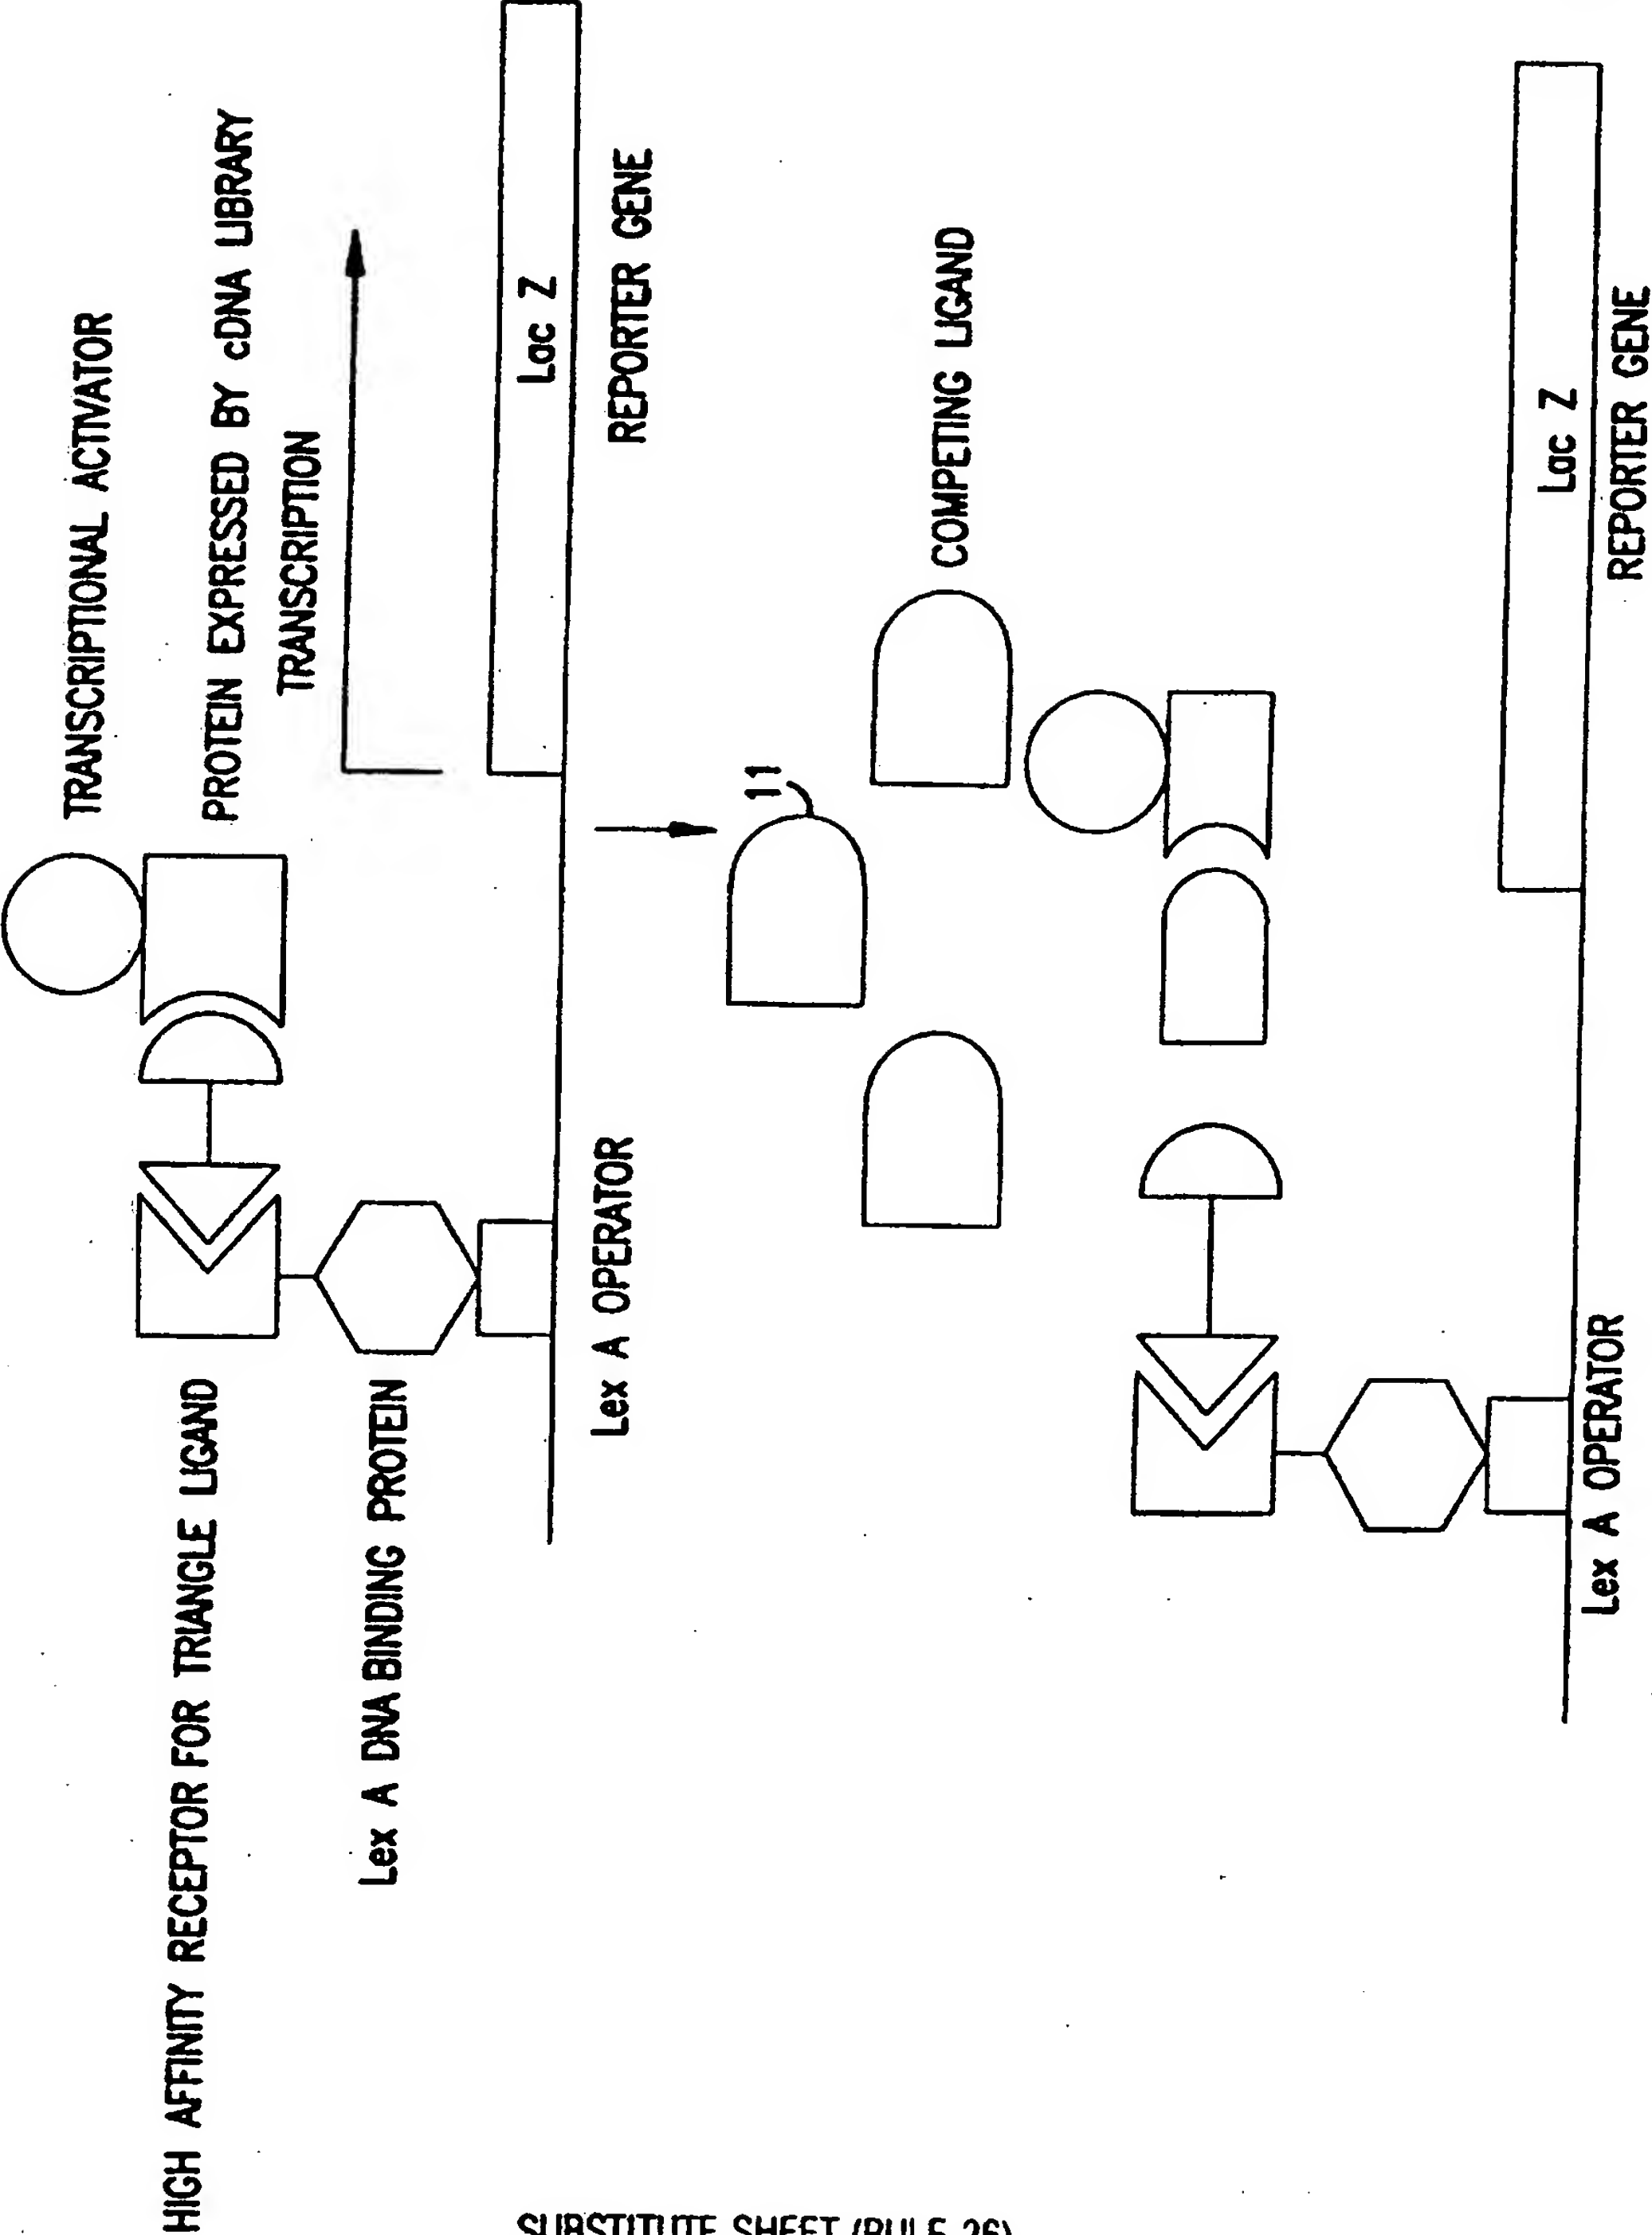 TRANSCRIPTIONAL ACTIVATOR
HIGH AFFINITY RECEPTOR FOR TRIANGLE LIGAND
PROTEIN EXPRESSED BY cDNA LIBRARY
TRANSCRIPTION
Lex A DNA BINDING PROTEIN
Lac Z
Lex A OPERATOR
REPORTER GENE
11
COMPETING LIGAND
Lac Z
Lex A OPERATOR
REPORTER GENE
SUBSTITUTE SHEET (RULE 26)